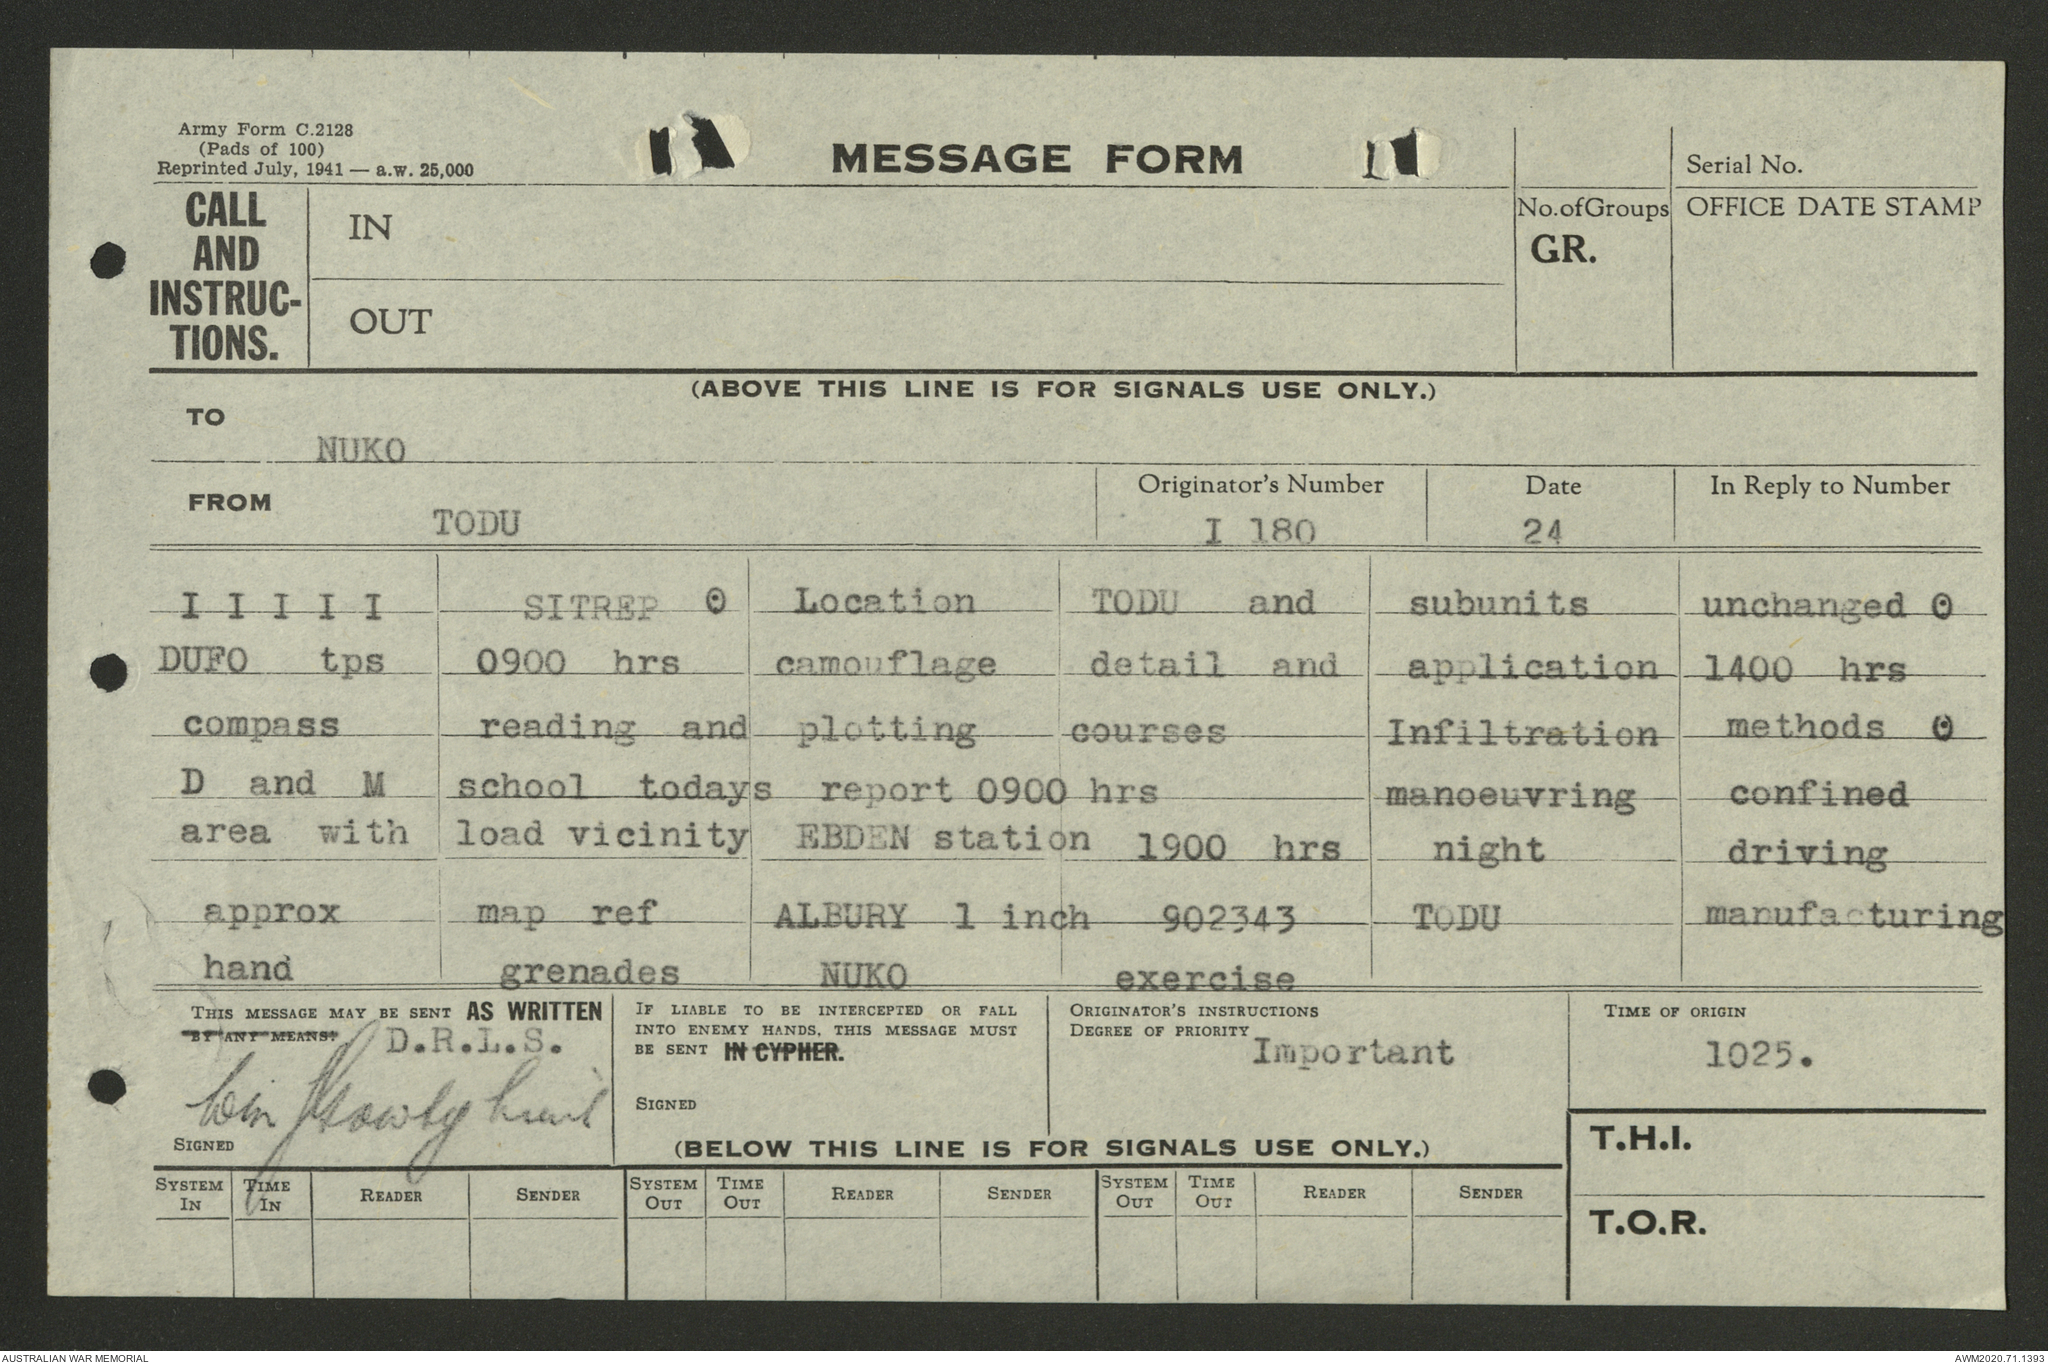 Army Form C.2128
(Pads of 100)
Reprinted July, 1941 — a.w. 25,000
MESSAGE FORM
Serial No.
CALL
AND
INSTRUC-
TIONS.
IN
OUT
No. of Groups
GR.
OFFICE DATE STAMP
(ABOVE THIS LINE IS FOR SIGNALS USE ONLY.)
TO
NUKO
FROM
TODU
Originator's Number
I 180
Date
24
In Reply to Number
I I I I I SITREP ⊙ Location TODU and subunits unchanged ⊙
DUFO tps 0900 hrs camouflage detail and application 1400 hrs
compass reading and plotting courses Infiltration methods ⊙
D and M school todays report 0900 hrs manoeuvring confined
area with load vicinity EBDEN station 1900 hrs night driving
approx map ref ALBURY 1 inch 902343 TODU manufacturing
hand grenades NUKO exercise
THIS MESSAGE MAY BE SENT AS WRITTEN
BY ANY MEANS.
D.R.L.S.
SIGNED
IF LIABLE TO BE INTERCEPTED OR FALL
INTO ENEMY HANDS, THIS MESSAGE MUST
BE SENT IN CYPHER.
SIGNED
ORIGINATOR'S INSTRUCTIONS
DEGREE OF PRIORITY
Important
TIME OF ORIGIN
1025.
(BELOW THIS LINE IS FOR SIGNALS USE ONLY.)
T.H.I.
T.O.R.
SYSTEM IN TIME IN READER SENDER SYSTEM OUT TIME OUT READER SENDER SYSTEM OUT TIME OUT READER SENDER
AUSTRALIAN WAR MEMORIAL
AWM2020.71.1393